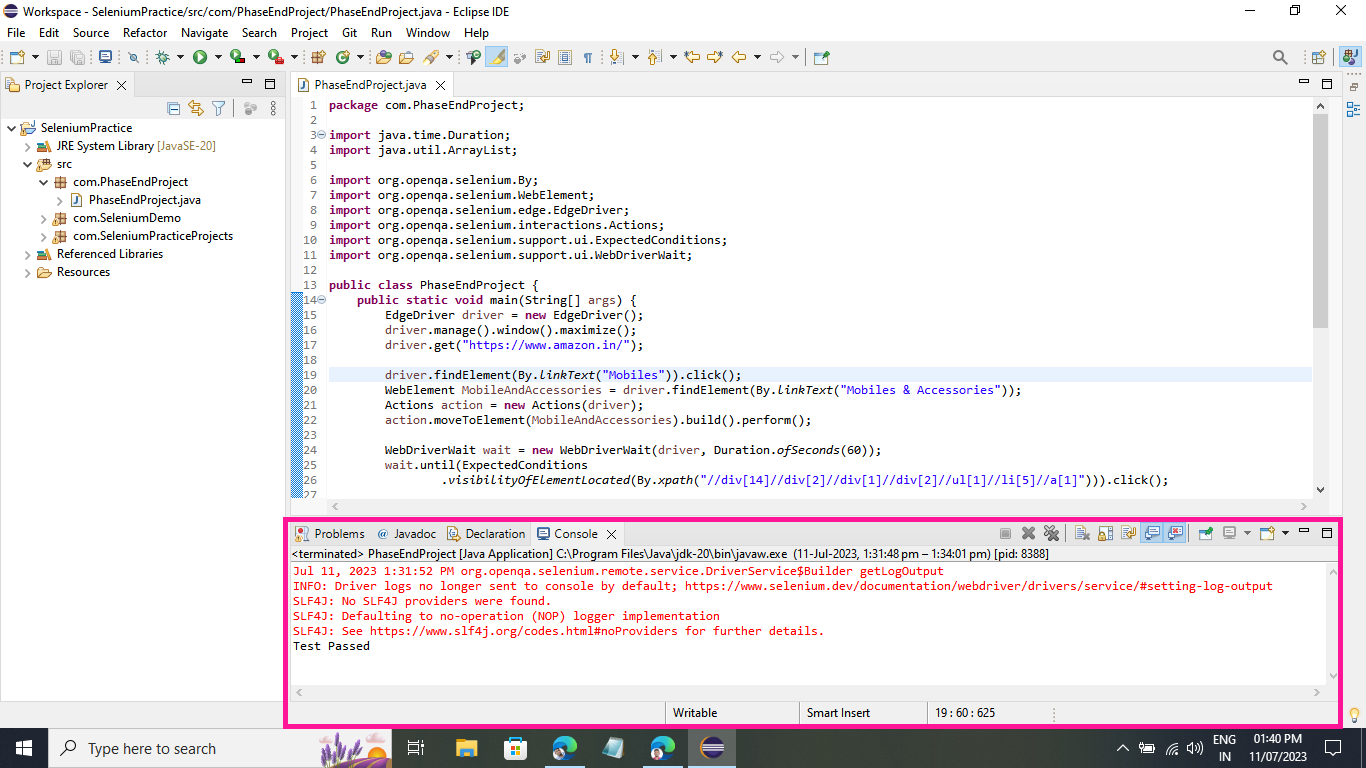 Workspace - SeleniumPractice/src/com/PhaseEndProject/PhaseEndProject.java - Eclipse IDE
File Edit Source Refactor Navigate Search Project Git Run Window Help
Project Explorer
SeleniumPractice
JRE System Library [JavaSE-20]
src
com.PhaseEndProject
PhaseEndProject.java
com.SeleniumDemo
com.SeleniumPracticeProjects
Referenced Libraries
Resources
PhaseEndProject.java
1 package com.PhaseEndProject;
2
3 import java.time.Duration;
4 import java.util.ArrayList;
5
6 import org.openqa.selenium.By;
7 import org.openqa.selenium.WebElement;
8 import org.openqa.selenium.edge.EdgeDriver;
9 import org.openqa.selenium.interactions.Actions;
10 import org.openqa.selenium.support.ui.ExpectedConditions;
11 import org.openqa.selenium.support.ui.WebDriverWait;
12
13 public class PhaseEndProject {
14 public static void main(String[] args) {
15 EdgeDriver driver = new EdgeDriver();
16 driver.manage().window().maximize();
17 driver.get("https://www.amazon.in/");
18
19 driver.findElement(By.linkText("Mobiles")).click();
20 WebElement MobileAndAccessories = driver.findElement(By.linkText("Mobiles & Accessories"));
21 Actions action = new Actions(driver);
22 action.moveToElement(MobileAndAccessories).build().perform();
23
24 WebDriverWait wait = new WebDriverWait(driver, Duration.ofSeconds(60));
25 wait.until(ExpectedConditions
26 .visibilityOfElementLocated(By.xpath("//div[14]//div[2]//div[1]//div[2]//ul[1]//li[5]//a[1]"))).click();
27
Problems @ Javadoc Declaration Console
<terminated> PhaseEndProject [Java Application] C:\Program Files\Java\jdk-20\bin\javaw.exe (11-Jul-2023, 1:31:48 pm – 1:34:01 pm) [pid: 8388]
Jul 11, 2023 1:31:52 PM org.openqa.selenium.remote.service.DriverService$Builder getLogOutput
INFO: Driver logs no longer sent to console by default; https://www.selenium.dev/documentation/webdriver/drivers/service/#setting-log-output
SLF4J: No SLF4J providers were found.
SLF4J: Defaulting to no-operation (NOP) logger implementation
SLF4J: See https://www.slf4j.org/codes.html#noProviders for further details.
Test Passed
Writable Smart Insert 19 : 60 : 625
Type here to search
ENG
IN
01:40 PM
11/07/2023